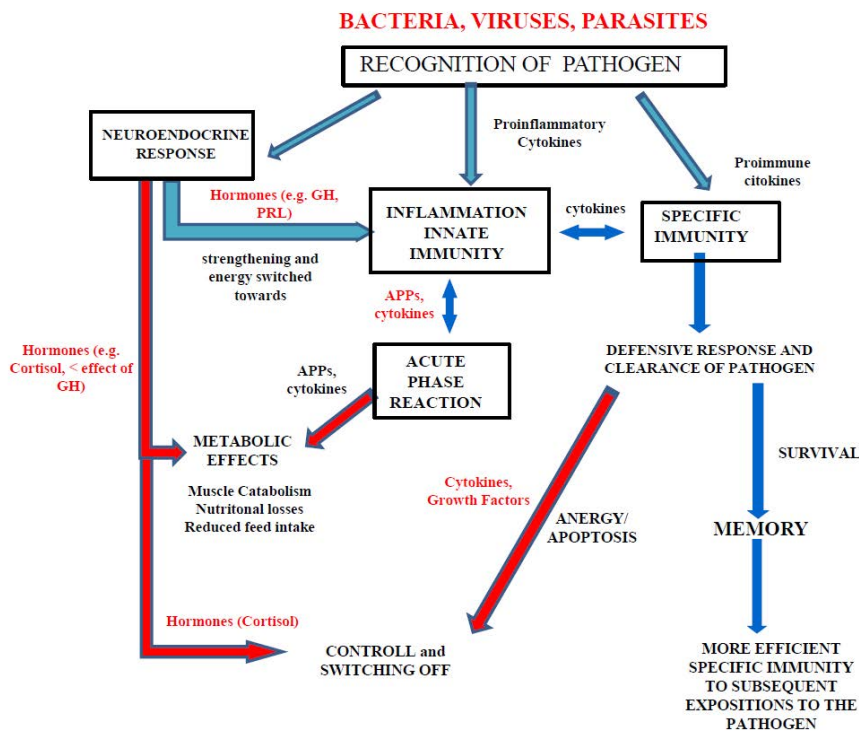 BACTERIA, VIRUSES, PARASITES
RECOGNITION OF PATHOGEN
NEUROENDOCRINE
RESPONSE
Proinflammatory
Cytokines
Proimmune
citokines
Hormones (e.g. GH,
PRL)
INFLAMMATION
INNATE
IMMUNITY
cytokines
SPECIFIC
IMMUNITY
strengthening and
energy switched
towards
APPs,
cytokines
Hormones (e.g.
Cortisol, < effect of
GH)
APPs,
cytokines
ACUTE
PHASE
REACTION
DEFENSIVE RESPONSE AND
CLEARANCE OF PATHOGEN
METABOLIC
EFFECTS
Muscle Catabolism
Nutritonal losses
Reduced feed intake
Cytokines,
Growth Factors
ANERGY/
APOPTOSIS
SURVIVAL
MEMORY
Hormones (Cortisol)
CONTROLL and
SWITCHING OFF
MORE EFFICIENT
SPECIFIC IMMUNITY
TO SUBSEQUENT
EXPOSITIONS TO THE
PATHOGEN